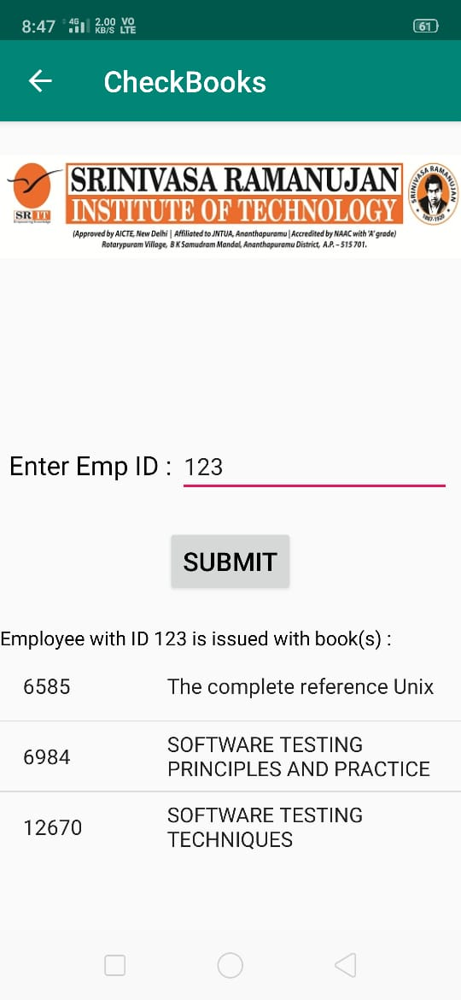 8:47 4G 2.00 KB/S VO LTE 61
CheckBooks
SRIT
SRINIVASA RAMANUJAN
INSTITUTE OF TECHNOLOGY
(Approved by AICTE, New Delhi | Affiliated to JNTUA, Ananthapuramu | Accredited by NAAC with 'A' grade)
Rotarypuram Village, B K Samudram Mandal, Ananthapuramu District, A.P. – 515 701.
SRINIVASA RAMANUJAN
1887-1920
Enter Emp ID : 123
SUBMIT
Employee with ID 123 is issued with book(s) :
6585 The complete reference Unix
6984 SOFTWARE TESTING
PRINCIPLES AND PRACTICE
12670 SOFTWARE TESTING
TECHNIQUES